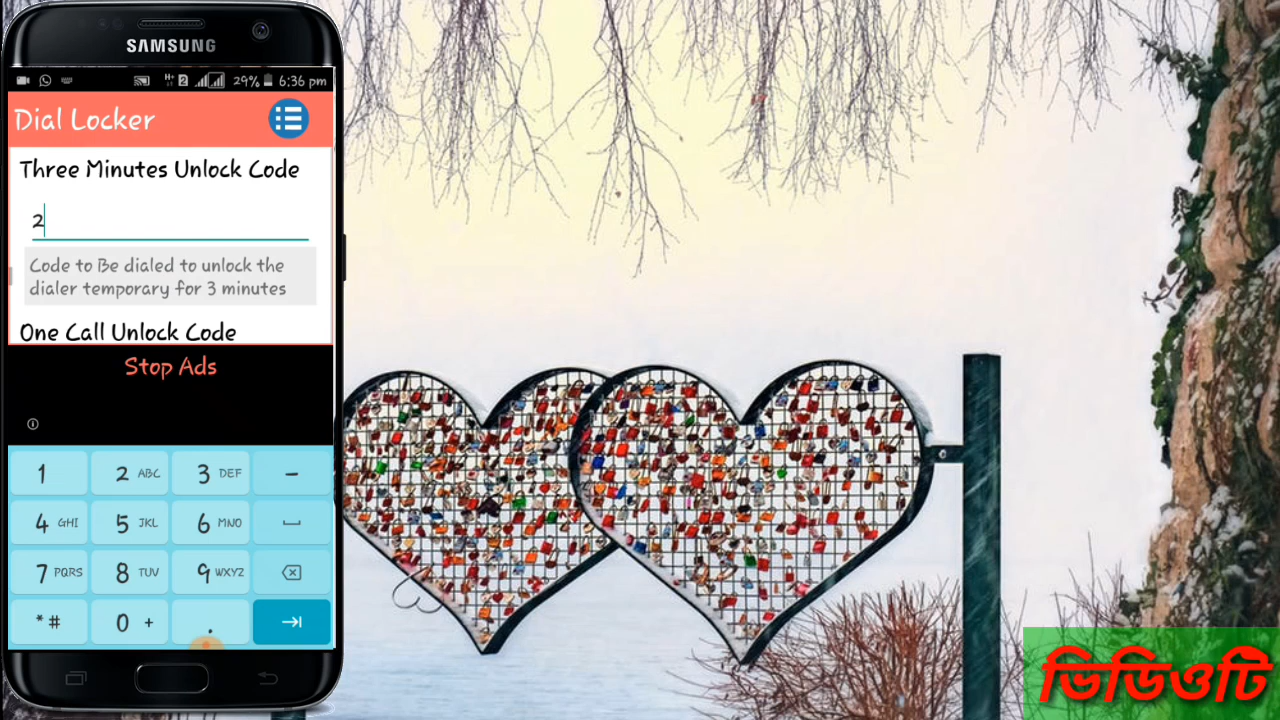 SAMSUNG
H+ 2 29% 6:36 pm
Dial Locker
Three Minutes Unlock Code
2
Code to Be dialed to unlock the
dialer temporary for 3 minutes
One Call Unlock Code
Stop Ads
1 2 ABC 3 DEF –
4 GHI 5 JKL 6 MNO
7 PQRS 8 TUV 9 WXYZ
*# 0 + .
ভিডিওটি